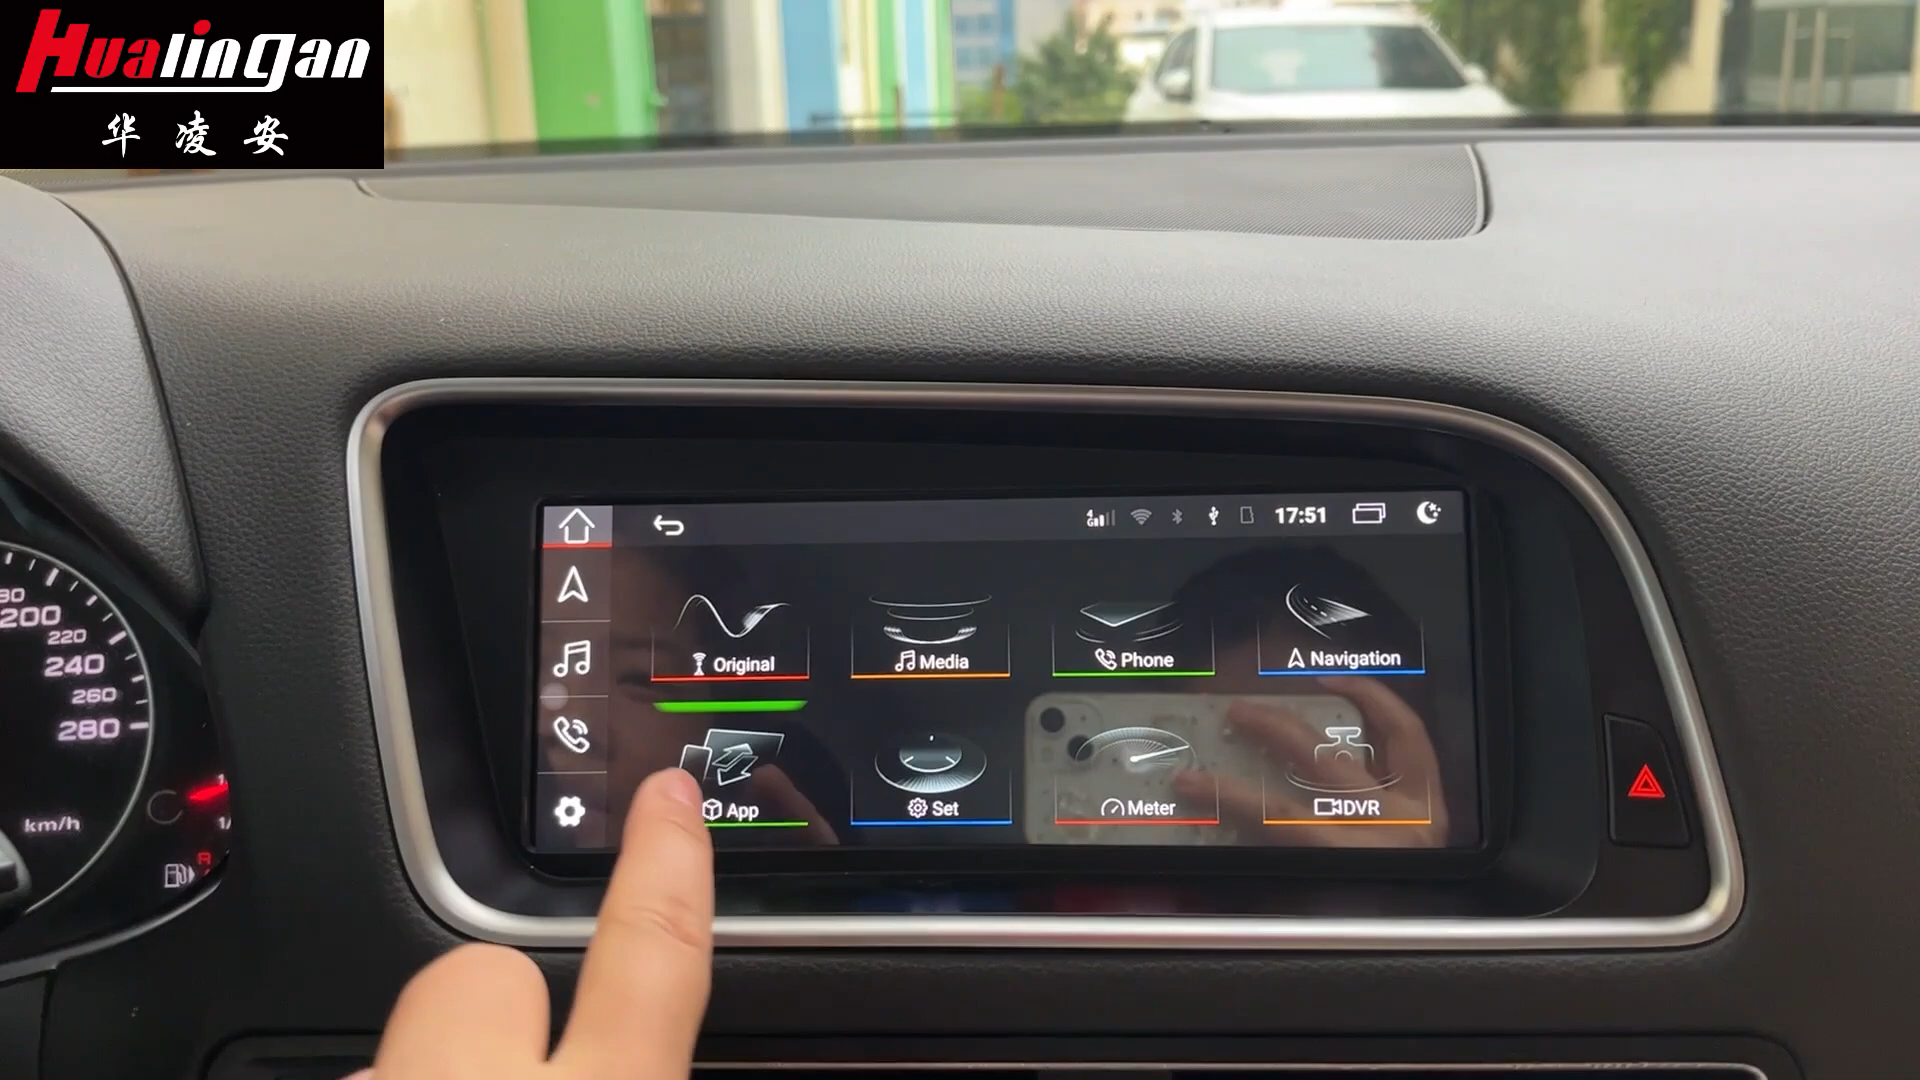 Hualingan
华凌安
4G 17:51
Original
Media
Phone
Navigation
App
Set
Meter
DVR
200
220
240
260
280
km/h